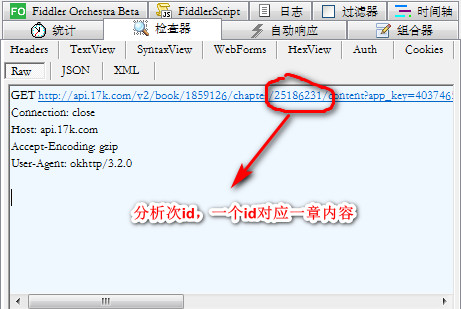 FO Fiddler Orchestra Beta JS FiddlerScript 日志 过滤器 时间轴
统计 检查器 自动响应 组合器
Headers TextView SyntaxView WebForms HexView Auth Cookies
Raw JSON XML
GET http://api.17k.com/v2/book/1859126/chapter/25186231/content?app_key=403746
Connection: close
Host: api.17k.com
Accept-Encoding: gzip
User-Agent: okhttp/3.2.0
分析次id，一个id对应一章内容